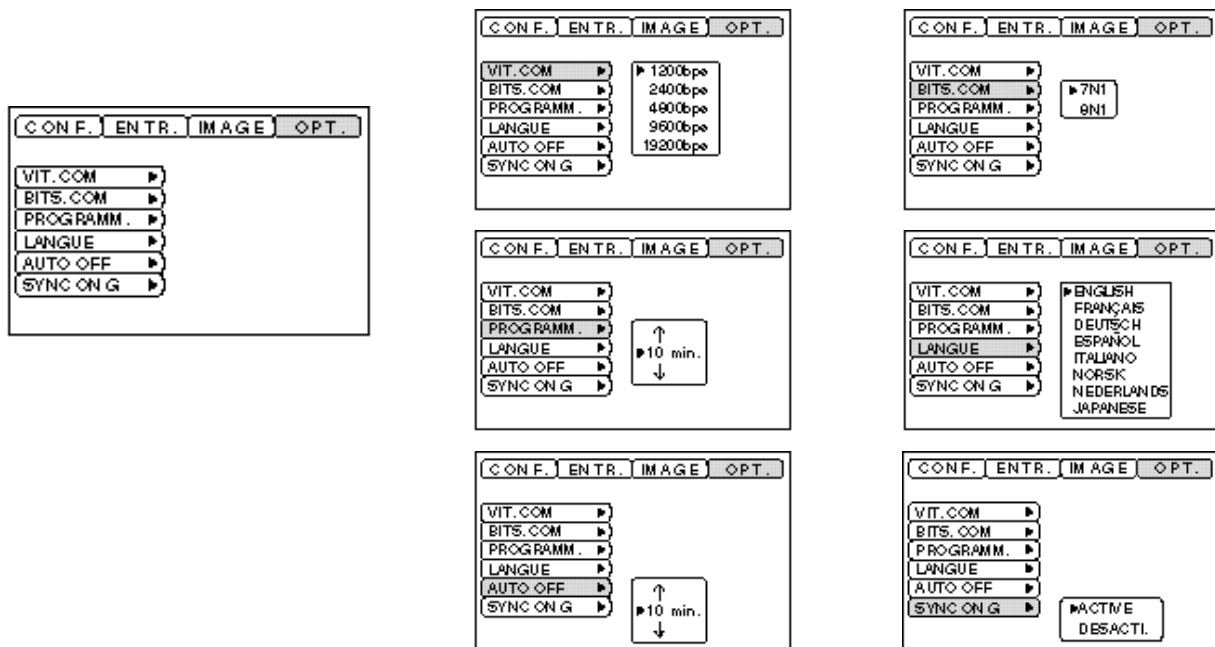 CONF. ENTR. IMAGE OPT.
VIT.COM
BITS.COM
PROGRAMM.
LANGUE
AUTO OFF
SYNC ON G
CONF. ENTR. IMAGE OPT.
VIT.COM
BITS.COM
PROGRAMM.
LANGUE
AUTO OFF
SYNC ON G
1200bps
2400bps
4800bps
9600bps
19200bps
CONF. ENTR. IMAGE OPT.
VIT.COM
BITS.COM
PROGRAMM.
LANGUE
AUTO OFF
SYNC ON G
7N1
8N1
CONF. ENTR. IMAGE OPT.
VIT.COM
BITS.COM
PROGRAMM.
LANGUE
AUTO OFF
SYNC ON G
↑
10 min.
↓
CONF. ENTR. IMAGE OPT.
VIT.COM
BITS.COM
PROGRAMM.
LANGUE
AUTO OFF
SYNC ON G
ENGLISH
FRANÇAIS
DEUTSCH
ESPAÑOL
ITALIANO
NORSK
NEDERLANDS
JAPANESE
CONF. ENTR. IMAGE OPT.
VIT.COM
BITS.COM
PROGRAMM.
LANGUE
AUTO OFF
SYNC ON G
↑
10 min.
↓
CONF. ENTR. IMAGE OPT.
VIT.COM
BITS.COM
PROGRAMM.
LANGUE
AUTO OFF
SYNC ON G
ACTIVE
DESACTI.